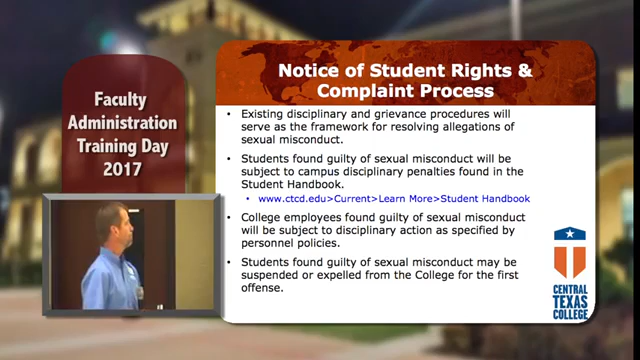 Faculty
Administration
Training Day
2017
Notice of Student Rights &
Complaint Process
• Existing disciplinary and grievance procedures will
serve as the framework for resolving allegations of
sexual misconduct.
• Students found guilty of sexual misconduct will be
subject to campus disciplinary penalties found in the
Student Handbook.
• www.ctcd.edu>Current>Learn More>Student Handbook
• College employees found guilty of sexual misconduct
will be subject to disciplinary action as specified by
personnel policies.
• Students found guilty of sexual misconduct may be
suspended or expelled from the College for the first
offense.
CENTRAL
TEXAS
COLLEGE